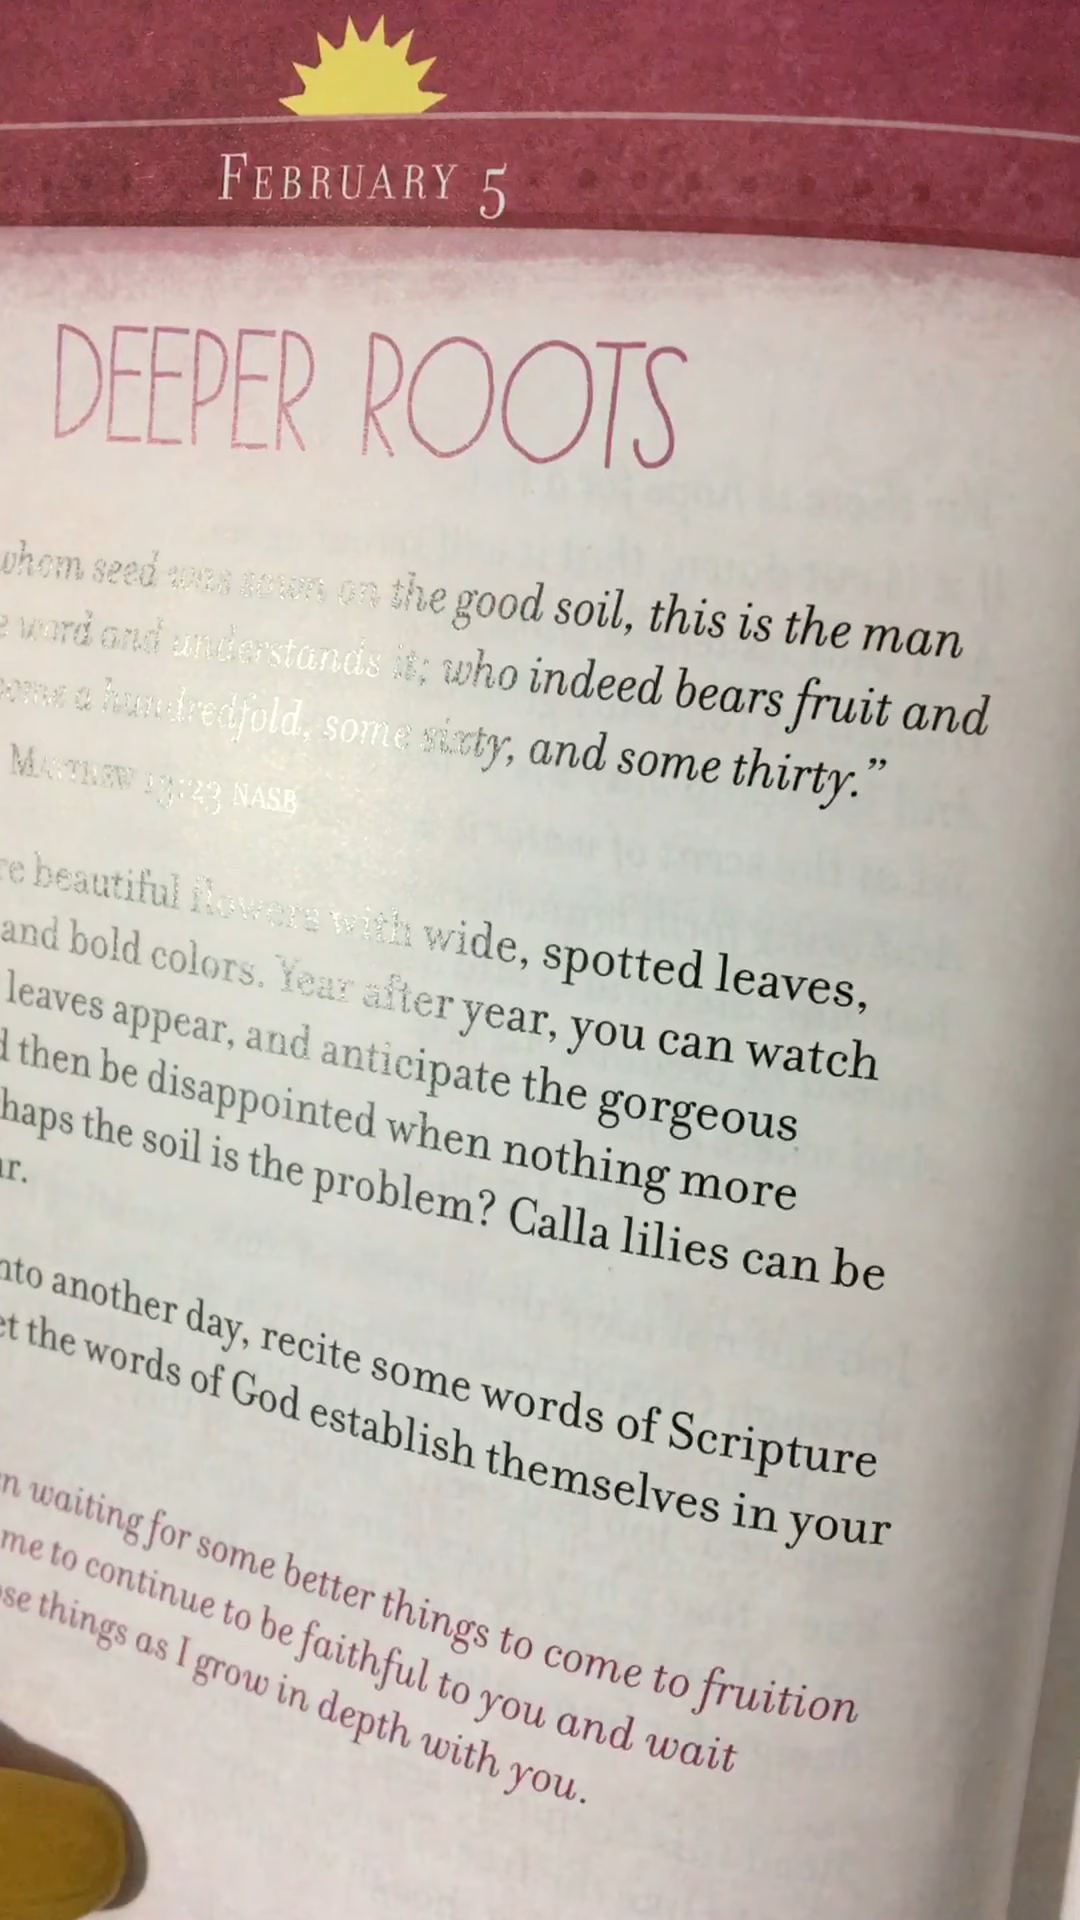 FEBRUARY 5
DEEPER ROOTS
whom seed was sown on the good soil, this is the man
word and understands it; who indeed bears fruit and
a hundredfold, some sixty, and some thirty.”
MATTHEW 13:23 NASB
beautiful flowers with wide, spotted leaves,
and bold colors. Year after year, you can watch
leaves appear, and anticipate the gorgeous
then be disappointed when nothing more
haps the soil is the problem? Calla lilies can be
r.
nto another day, recite some words of Scripture
et the words of God establish themselves in your
n waiting for some better things to come to fruition
me to continue to be faithful to you and wait
se things as I grow in depth with you.